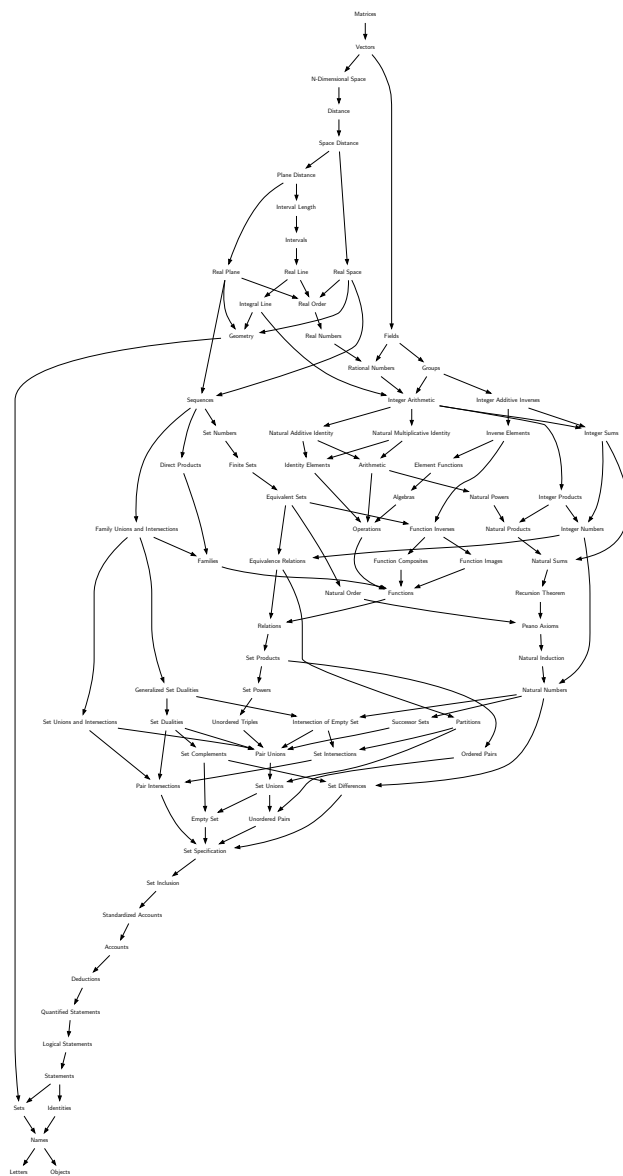 Matrices
Vectors
N-Dimensional Space
Distance
Space Distance
Plane Distance
Interval Length
Intervals
Real Plane Real Line Real Space
Integral Line Real Order
Geometry Real Numbers Fields
Rational Numbers Groups
Sequences Integer Arithmetic Integer Additive Inverses
Set Numbers Natural Additive Identity Natural Multiplicative Identity Inverse Elements Integer Sums
Direct Products Finite Sets Identity Elements Arithmetic Element Functions
Equivalent Sets Algebras Natural Powers Integer Products
Family Unions and Intersections Operations Function Inverses Natural Products Integer Numbers
Families Equivalence Relations Function Composites Function Images Natural Sums
Natural Order Functions Recursion Theorem
Relations Peano Axioms
Set Products Natural Induction
Generalized Set Dualities Set Powers Natural Numbers
Set Unions and Intersections Set Dualities Unordered Triples Intersection of Empty Set Successor Sets Partitions
Set Complements Pair Unions Set Intersections Ordered Pairs
Pair Intersections Set Unions Set Differences
Empty Set Unordered Pairs
Set Specification
Set Inclusion
Standardized Accounts
Accounts
Deductions
Quantified Statements
Logical Statements
Statements
Sets Identities
Names
Letters Objects